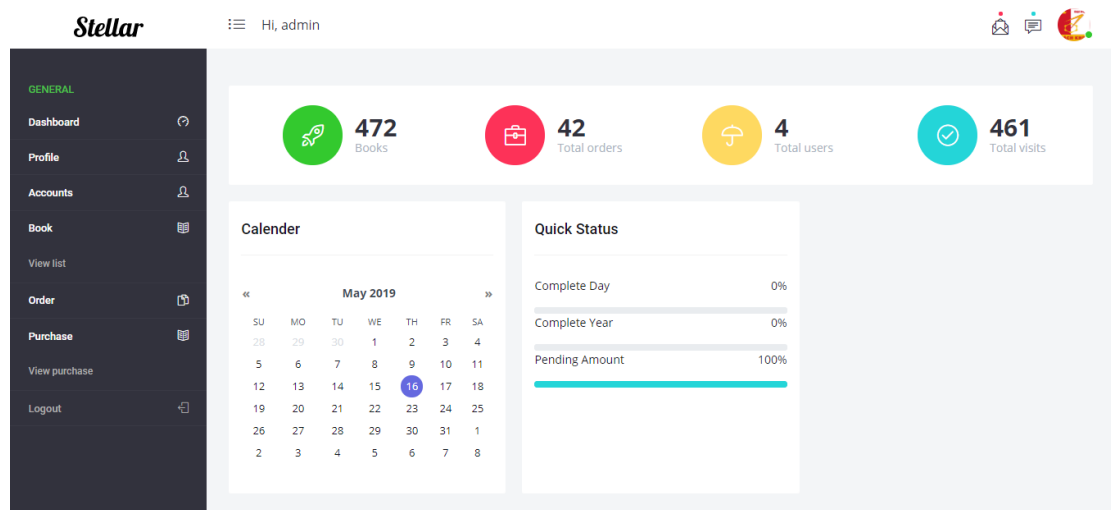 Stellar
Hi, admin
GENERAL
Dashboard
Profile
Accounts
Book
View list
Order
Purchase
View purchase
Logout
472
Books
42
Total orders
4
Total users
461
Total visits
Calender
« May 2019 »
SU MO TU WE TH FR SA
28 29 30 1 2 3 4
5 6 7 8 9 10 11
12 13 14 15 16 17 18
19 20 21 22 23 24 25
26 27 28 29 30 31 1
2 3 4 5 6 7 8
Quick Status
Complete Day 0%
Complete Year 0%
Pending Amount 100%